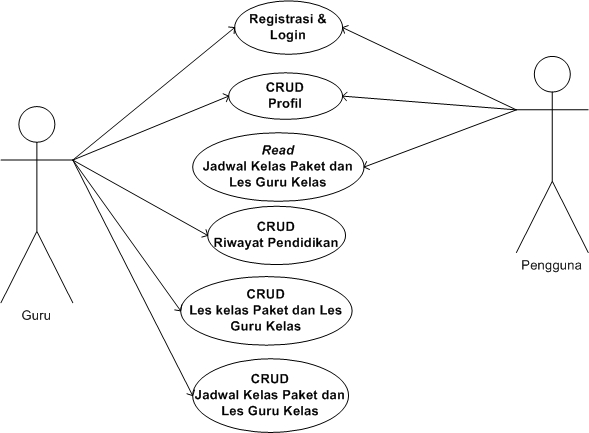 Registrasi &
Login
CRUD
Profil
Read
Jadwal Kelas Paket dan
Les Guru Kelas
CRUD
Riwayat Pendidikan
CRUD
Les kelas Paket dan Les
Guru Kelas
CRUD
Jadwal Kelas Paket dan
Les Guru Kelas
Guru
Pengguna